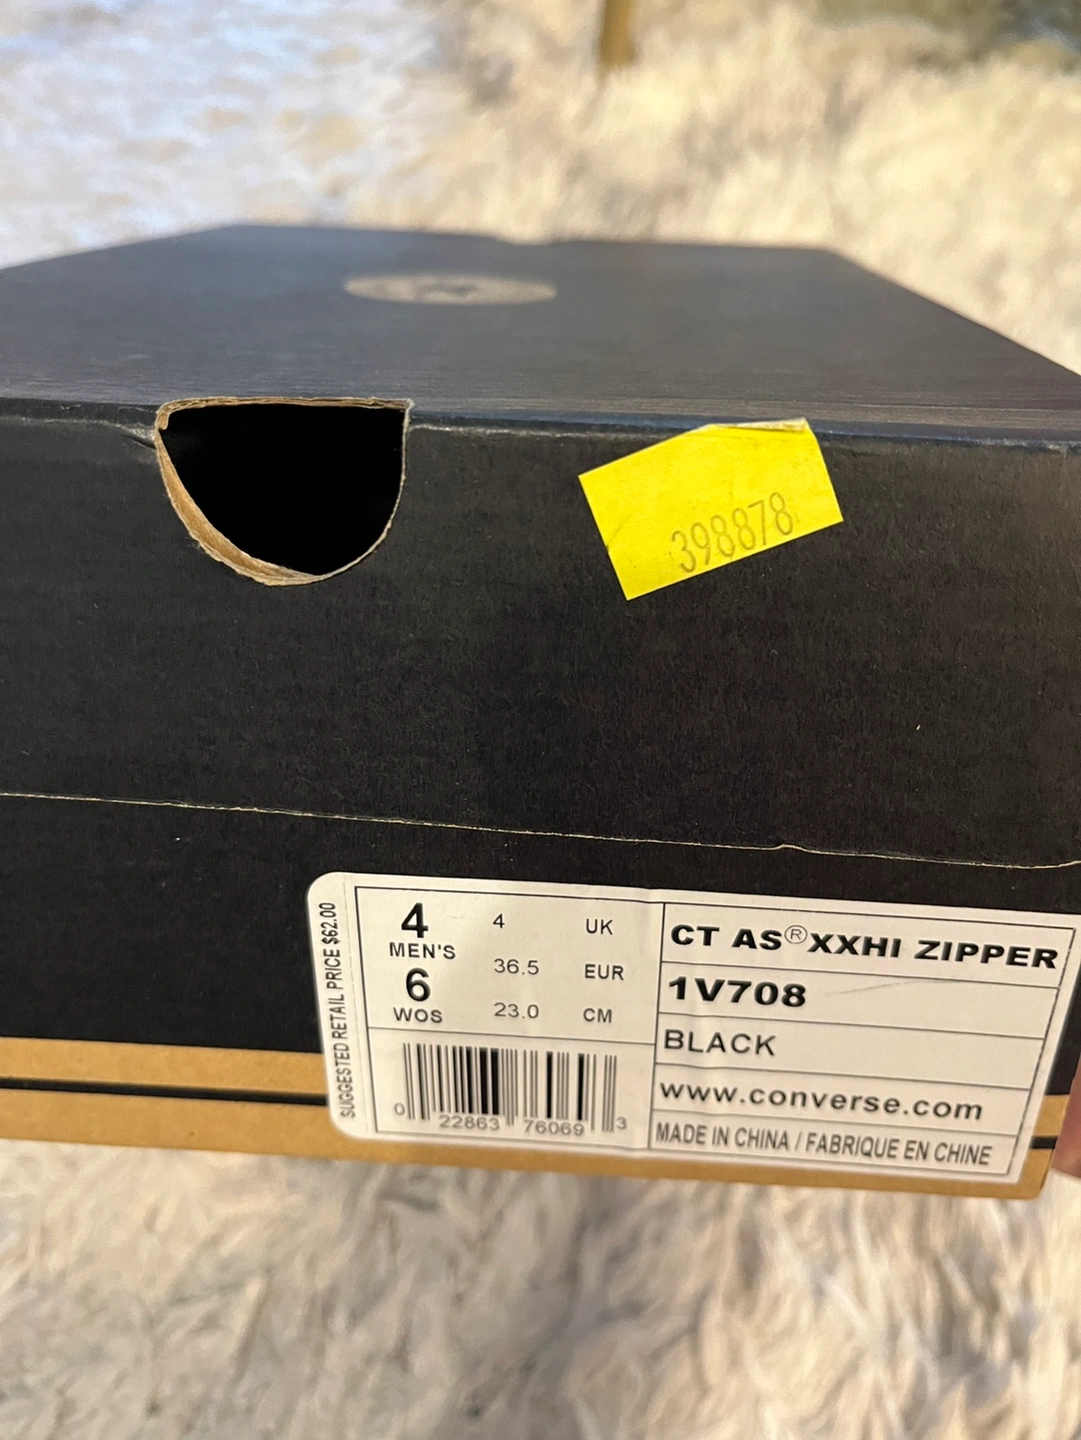 398878
SUGGESTED RETAIL PRICE $62.00
4 4 UK
MEN'S
36.5 EUR
6
WOS 23.0 CM
0 22863 76069 3
CT AS®XXHI ZIPPER
1V708
BLACK
www.converse.com
MADE IN CHINA / FABRIQUE EN CHINE